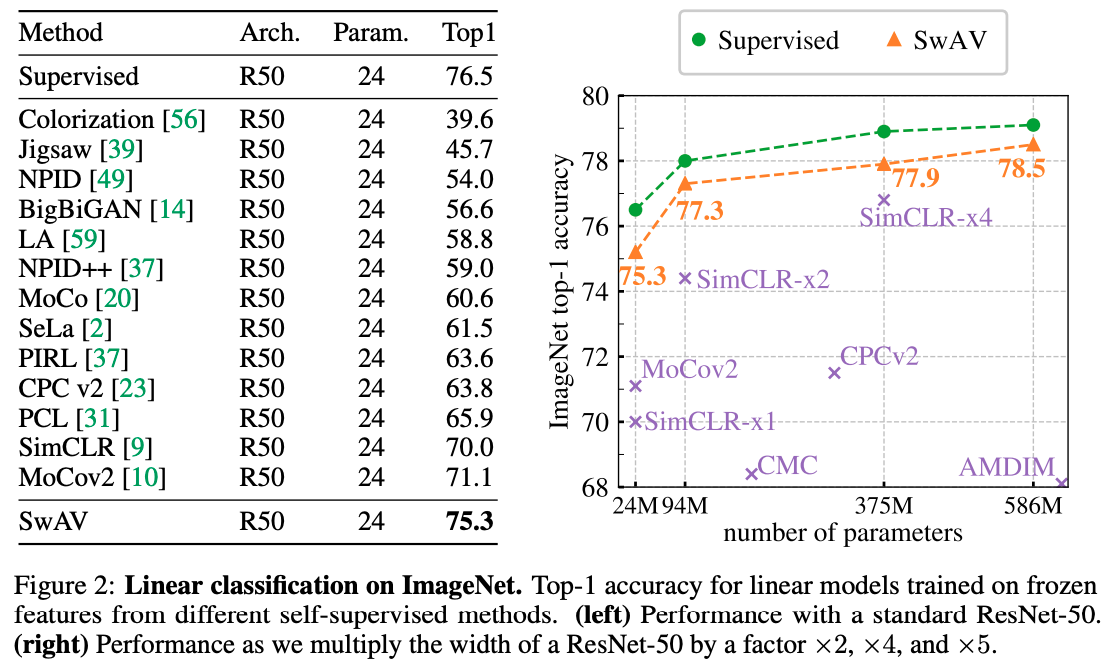 Method Arch. Param. Top1
Supervised R50 24 76.5
Colorization [56] R50 24 39.6
Jigsaw [39] R50 24 45.7
NPID [49] R50 24 54.0
BigBiGAN [14] R50 24 56.6
LA [59] R50 24 58.8
NPID++ [37] R50 24 59.0
MoCo [20] R50 24 60.6
SeLa [2] R50 24 61.5
PIRL [37] R50 24 63.6
CPC v2 [23] R50 24 63.8
PCL [31] R50 24 65.9
SimCLR [9] R50 24 70.0
MoCov2 [10] R50 24 71.1
SwAV R50 24 75.3
Supervised SwAV
ImageNet top-1 accuracy
80
78
76
74
72
70
68
75.3
77.3
77.9
78.5
SimCLR-x4
SimCLR-x2
CPCv2
MoCov2
SimCLR-x1
CMC
AMDIM
24M 94M 375M 586M
number of parameters
Figure 2: Linear classification on ImageNet. Top-1 accuracy for linear models trained on frozen
features from different self-supervised methods. (left) Performance with a standard ResNet-50.
(right) Performance as we multiply the width of a ResNet-50 by a factor ×2, ×4, and ×5.